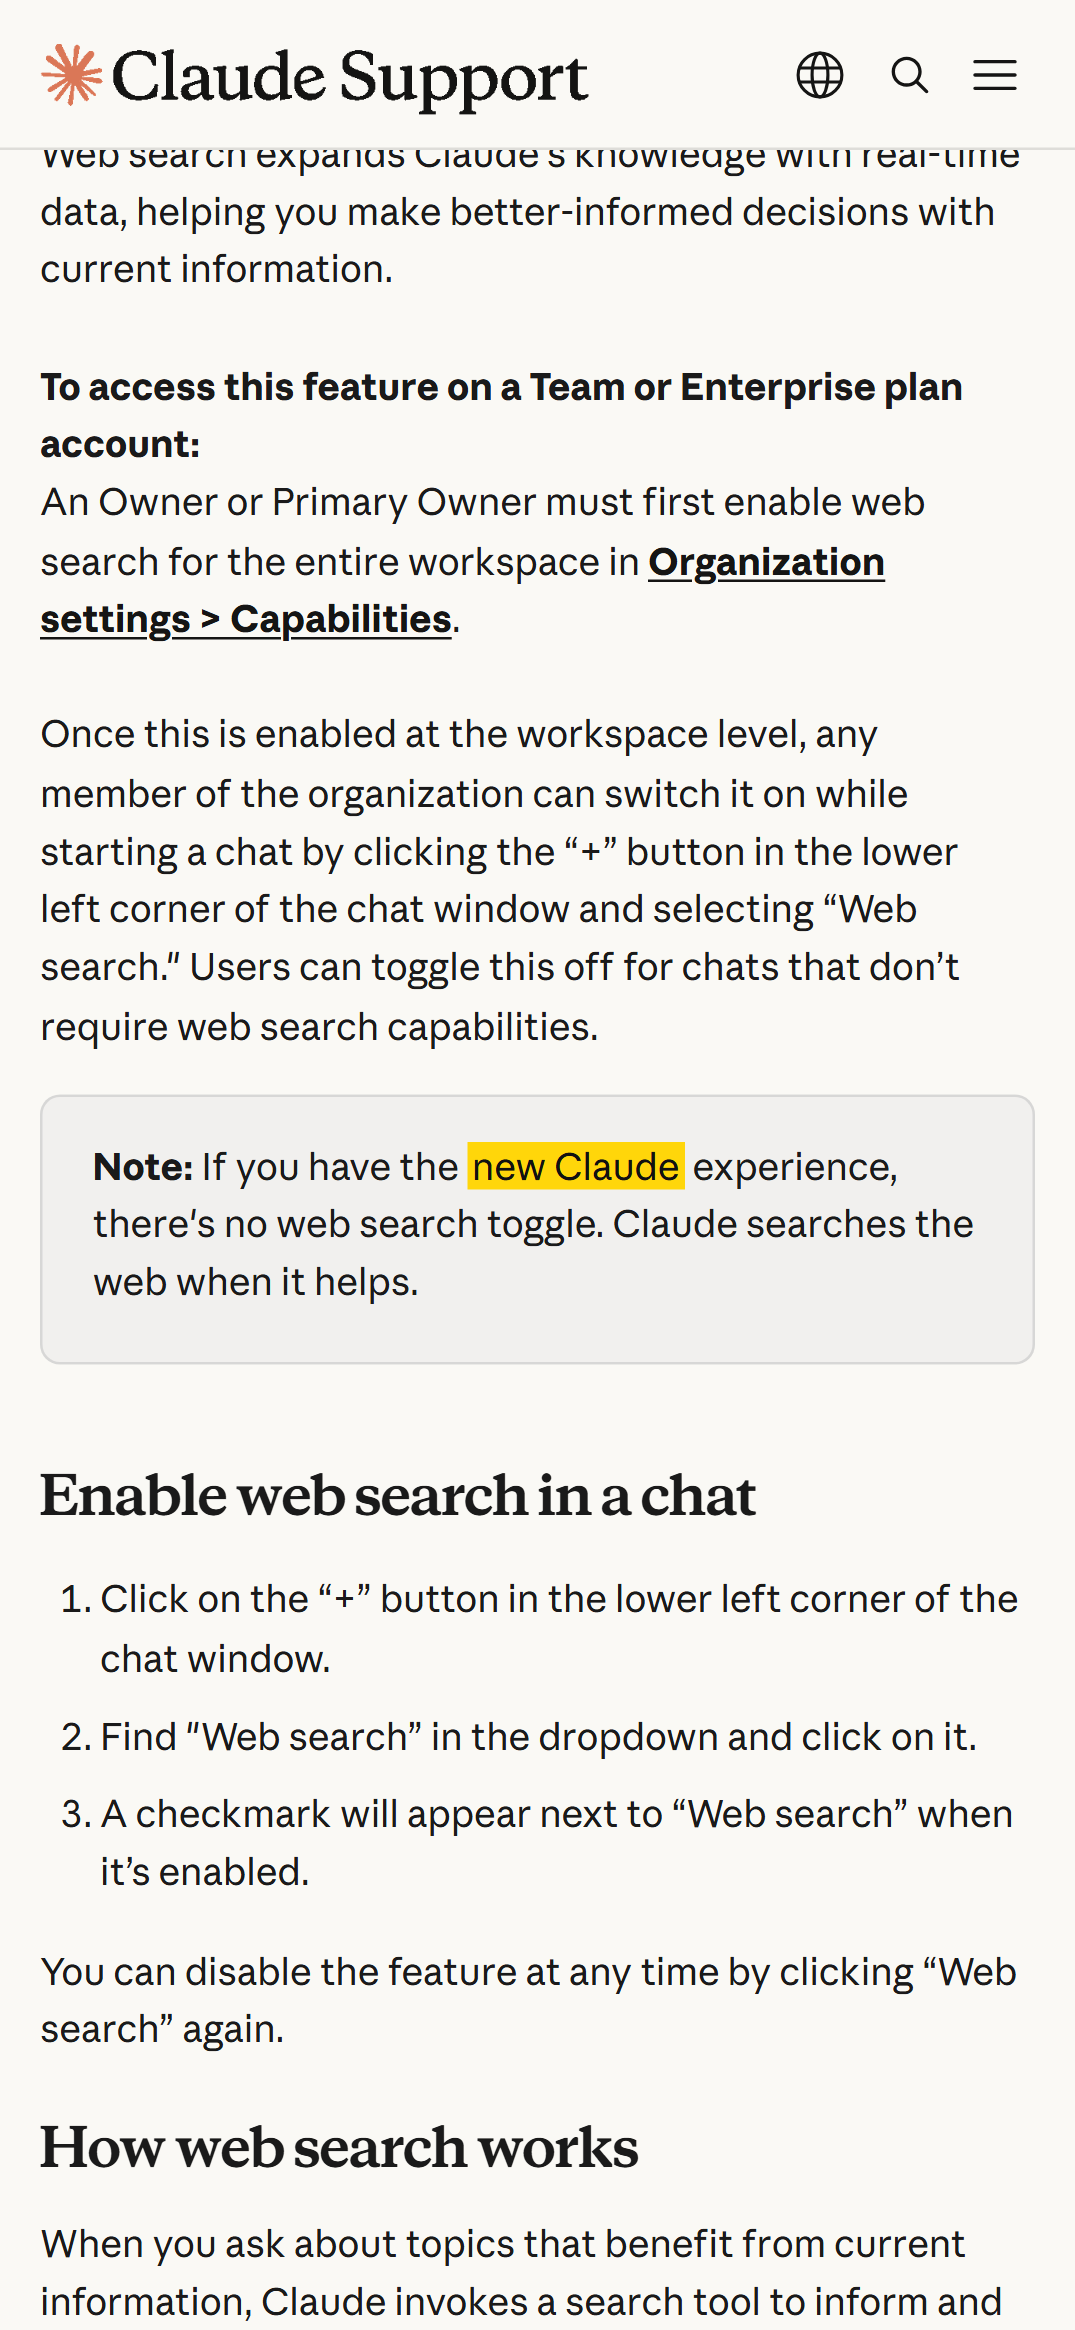 Claude Support
Web search expands Claude's knowledge with real-time
data, helping you make better-informed decisions with
current information.
To access this feature on a Team or Enterprise plan
account:
An Owner or Primary Owner must first enable web
search for the entire workspace in Organization
settings > Capabilities.
Once this is enabled at the workspace level, any
member of the organization can switch it on while
starting a chat by clicking the “+” button in the lower
left corner of the chat window and selecting “Web
search." Users can toggle this off for chats that don’t
require web search capabilities.
Note: If you have the new Claude experience,
there's no web search toggle. Claude searches the
web when it helps.
Enable web search in a chat
1. Click on the “+” button in the lower left corner of the
chat window.
2. Find "Web search” in the dropdown and click on it.
3. A checkmark will appear next to “Web search” when
it’s enabled.
You can disable the feature at any time by clicking “Web
search” again.
How web search works
When you ask about topics that benefit from current
information, Claude invokes a search tool to inform and